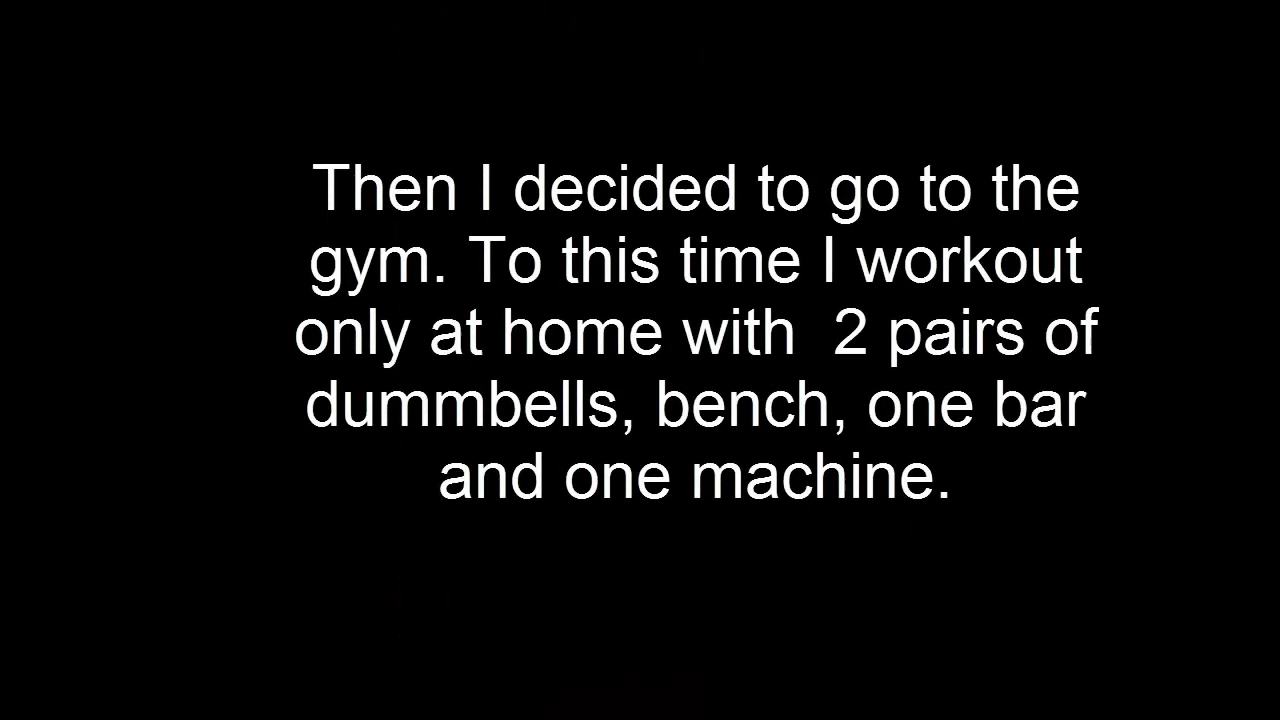 Then I decided to go to the
gym. To this time I workout
only at home with  2 pairs of
dummbells, bench, one bar
and one machine.